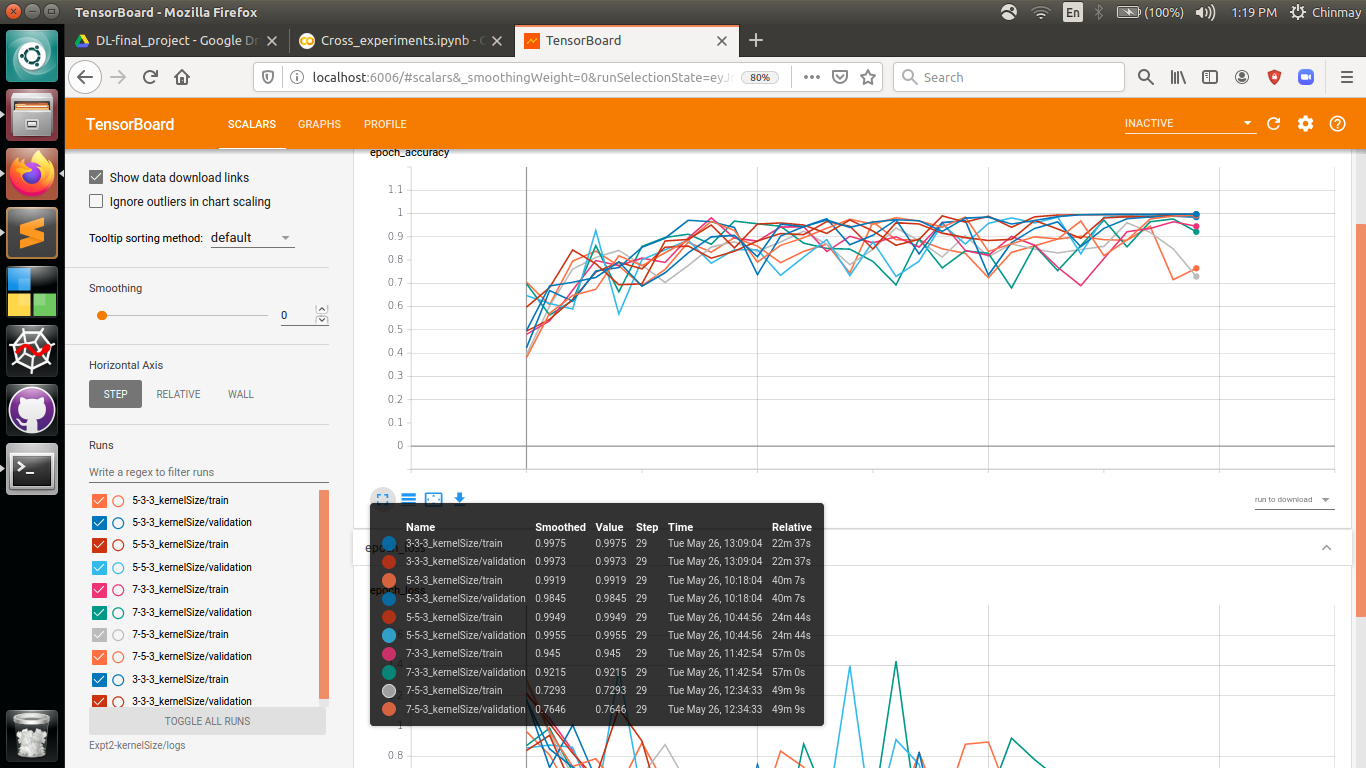 TensorBoard - Mozilla Firefox
En
(100%)
1:19 PM
Chinmay
DL-final_project - Google Dr
Cross_experiments.ipynb - C
TensorBoard
localhost:6006/#scalars&_smoothingWeight=0&runSelectionState=eyJ
80%
Search
TensorBoard
SCALARS
GRAPHS
PROFILE
INACTIVE
Show data download links
Ignore outliers in chart scaling
Tooltip sorting method: default
Smoothing
0
Horizontal Axis
STEP
RELATIVE
WALL
Runs
Write a regex to filter runs
5-3-3_kernelSize/train
5-3-3_kernelSize/validation
5-5-3_kernelSize/train
5-5-3_kernelSize/validation
7-3-3_kernelSize/train
7-3-3_kernelSize/validation
7-5-3_kernelSize/train
7-5-3_kernelSize/validation
3-3-3_kernelSize/train
3-3-3_kernelSize/validation
TOGGLE ALL RUNS
Expt2-kernelSize/logs
epoch_accuracy
1.1
1
0.9
0.8
0.7
0.6
0.5
0.4
0.3
0.2
0.1
0
run to download
epoch_loss
epoch_loss
Name Smoothed Value Step Time Relative
3-3-3_kernelSize/train 0.9975 0.9975 29 Tue May 26, 13:09:04 22m 37s
3-3-3_kernelSize/validation 0.9973 0.9973 29 Tue May 26, 13:09:04 22m 37s
5-3-3_kernelSize/train 0.9919 0.9919 29 Tue May 26, 10:18:04 40m 7s
5-3-3_kernelSize/validation 0.9845 0.9845 29 Tue May 26, 10:18:04 40m 7s
5-5-3_kernelSize/train 0.9949 0.9949 29 Tue May 26, 10:44:56 24m 44s
5-5-3_kernelSize/validation 0.9955 0.9955 29 Tue May 26, 10:44:56 24m 44s
7-3-3_kernelSize/train 0.945 0.945 29 Tue May 26, 11:42:54 57m 0s
7-3-3_kernelSize/validation 0.9215 0.9215 29 Tue May 26, 11:42:54 57m 0s
7-5-3_kernelSize/train 0.7293 0.7293 29 Tue May 26, 12:34:33 49m 9s
7-5-3_kernelSize/validation 0.7646 0.7646 29 Tue May 26, 12:34:33 49m 9s
1
0.8